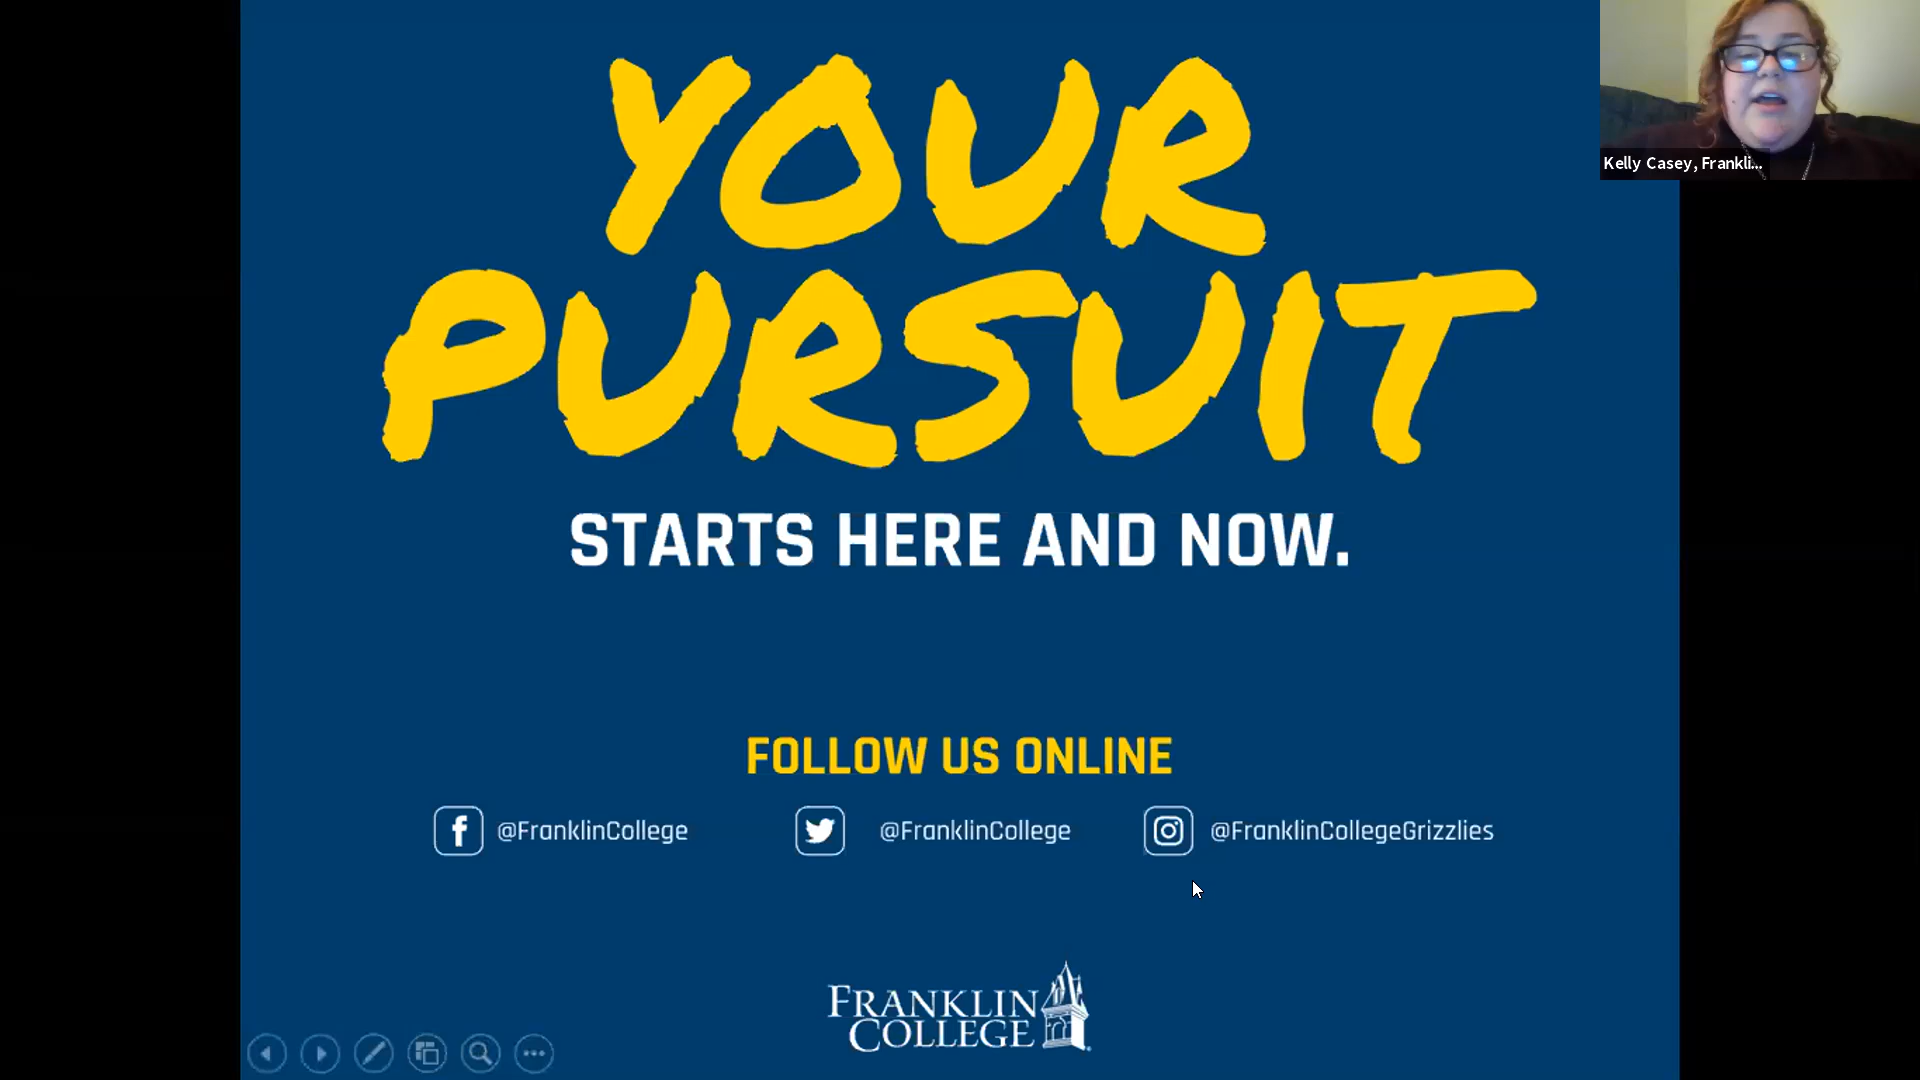 YOUR
PURSUIT
STARTS HERE AND NOW.
FOLLOW US ONLINE
@FranklinCollege
@FranklinCollege
@FranklinCollegeGrizzlies
FRANKLIN
COLLEGE
Kelly Casey, Frankli...